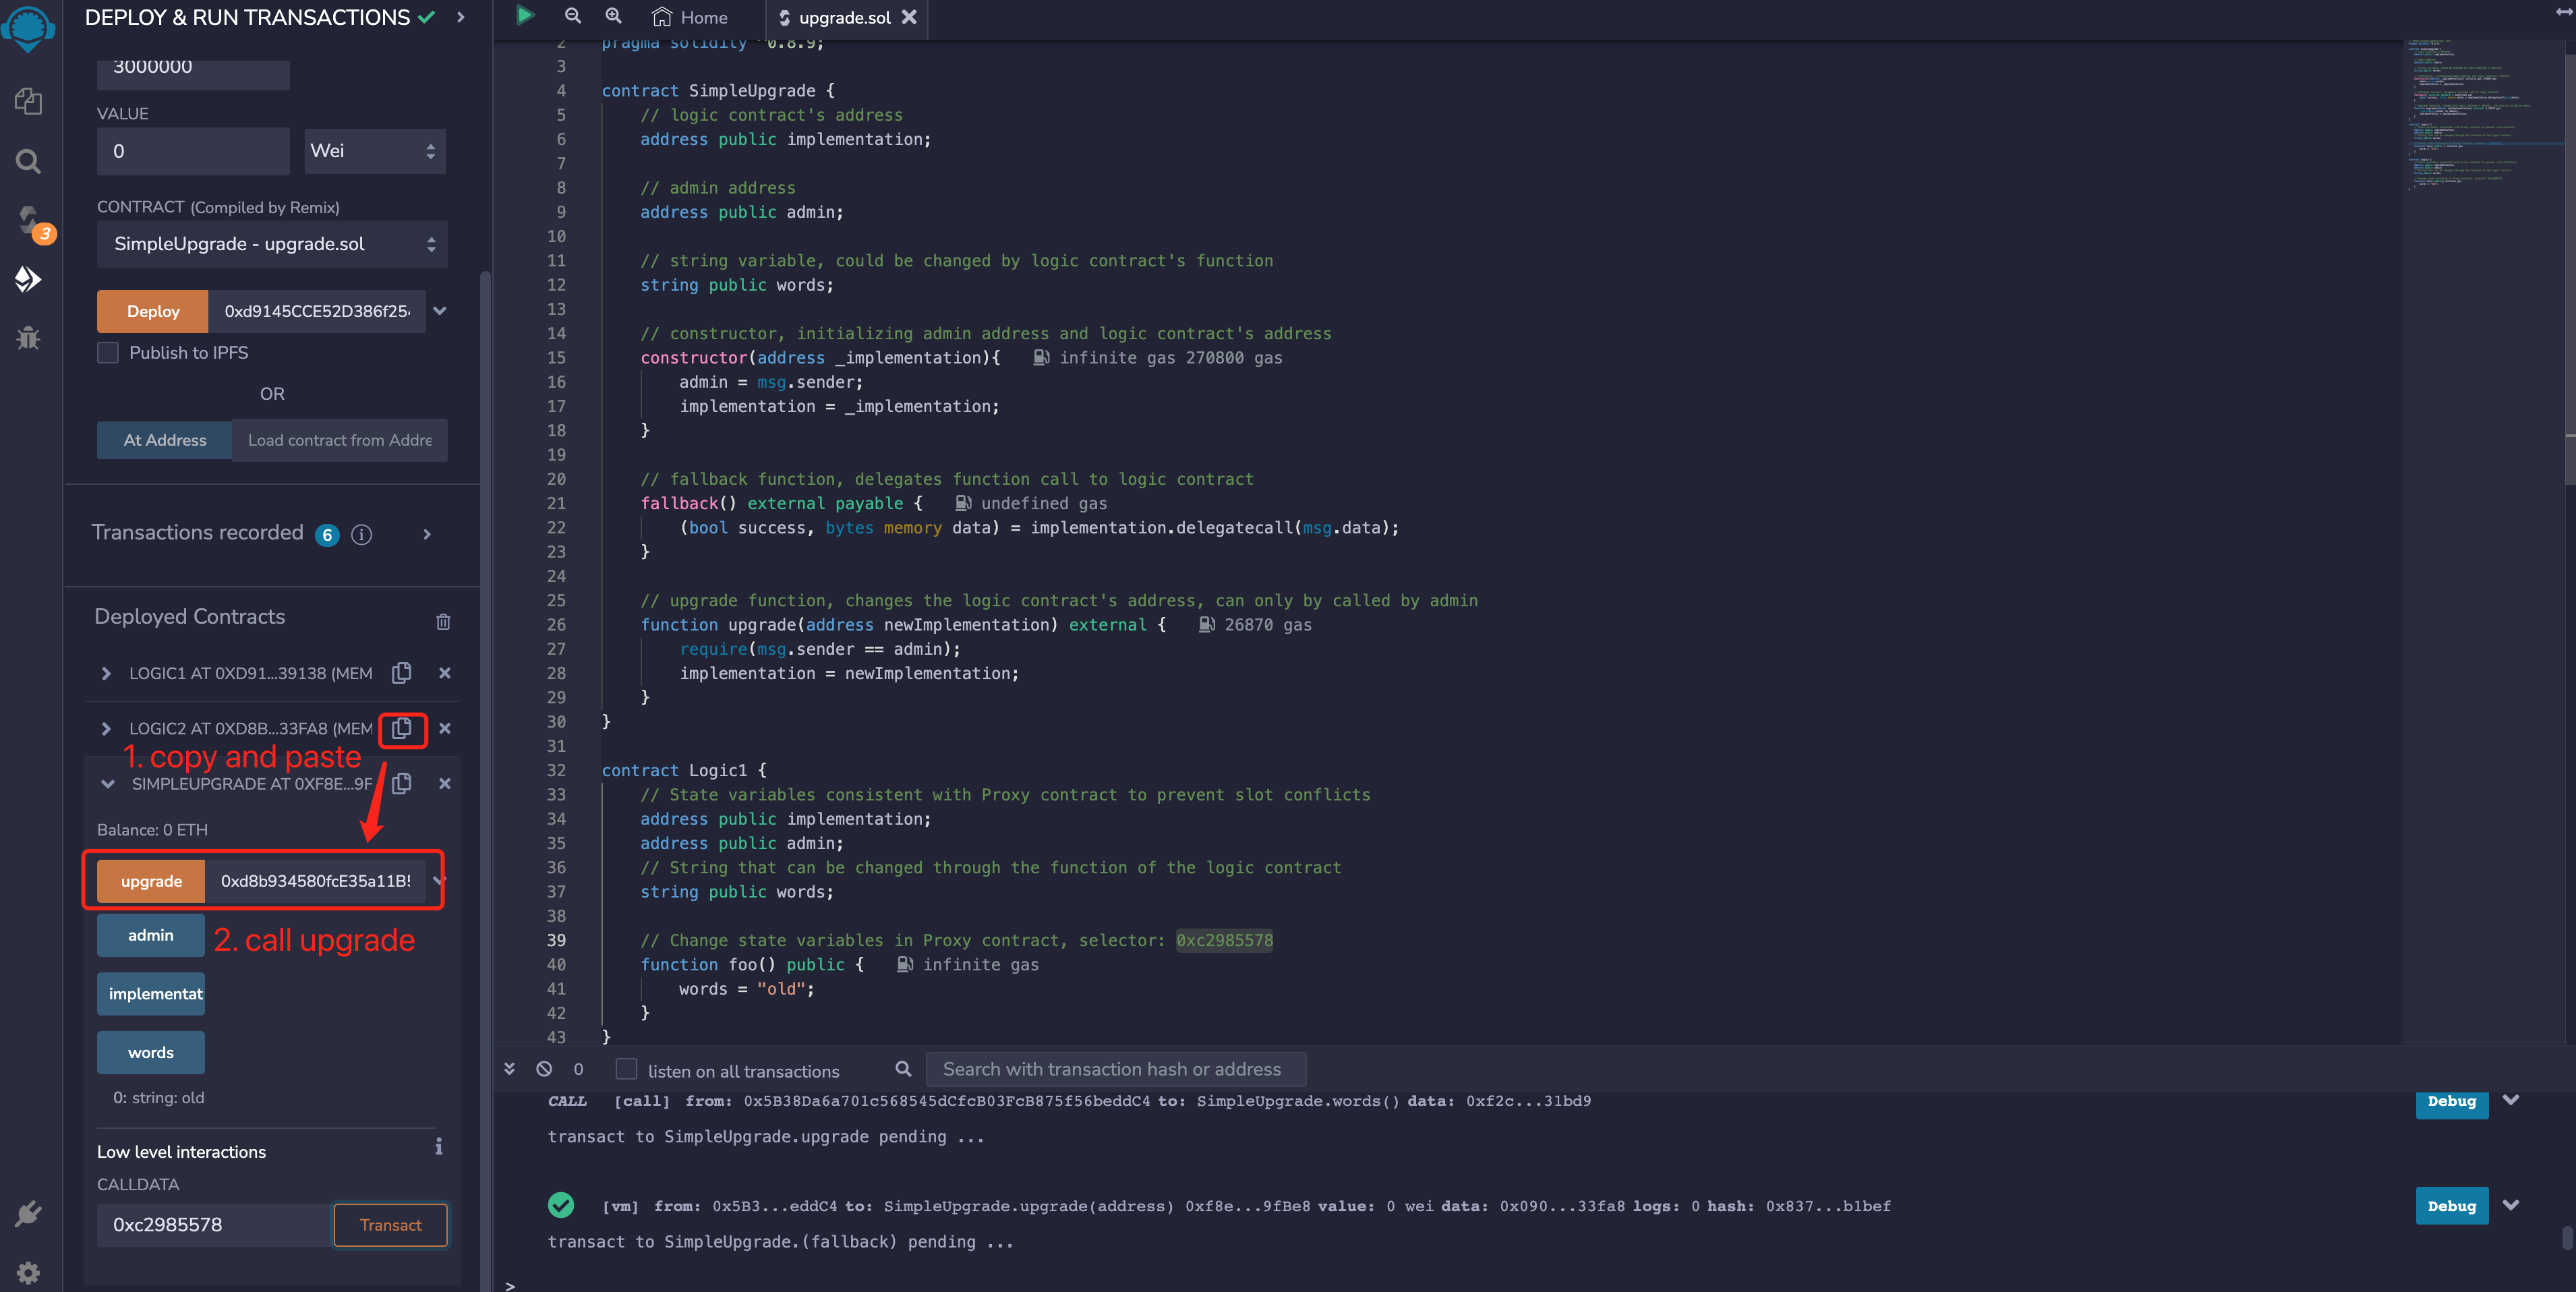 DEPLOY & RUN TRANSACTIONS
3000000
VALUE
0
Wei
CONTRACT (Compiled by Remix)
SimpleUpgrade - upgrade.sol
Deploy
0xd9145CCE52D386f254
Publish to IPFS
OR
At Address
Load contract from Addre
Transactions recorded 6 i
Deployed Contracts
LOGIC1 AT 0XD91...39138 (MEM
LOGIC2 AT 0XD8B...33FA8 (MEM
1. copy and paste
SIMPLEUPGRADE AT 0XF8E...9F
Balance: 0 ETH
upgrade
0xd8b934580fcE35a11B5
admin
2. call upgrade
implementat
words
0: string: old
Low level interactions
CALLDATA
0xc2985578
Transact
3
Home
upgrade.sol
2 pragma solidity ^0.8.9;
3
4 contract SimpleUpgrade {
5 // logic contract's address
6 address public implementation;
7
8 // admin address
9 address public admin;
10
11 // string variable, could be changed by logic contract's function
12 string public words;
13
14 // constructor, initializing admin address and logic contract's address
15 constructor(address _implementation){ infinite gas 270800 gas
16 admin = msg.sender;
17 implementation = _implementation;
18 }
19
20 // fallback function, delegates function call to logic contract
21 fallback() external payable { undefined gas
22 (bool success, bytes memory data) = implementation.delegatecall(msg.data);
23 }
24
25 // upgrade function, changes the logic contract's address, can only by called by admin
26 function upgrade(address newImplementation) external { 26870 gas
27 require(msg.sender == admin);
28 implementation = newImplementation;
29 }
30 }
31
32 contract Logic1 {
33 // State variables consistent with Proxy contract to prevent slot conflicts
34 address public implementation;
35 address public admin;
36 // String that can be changed through the function of the logic contract
37 string public words;
38
39 // Change state variables in Proxy contract, selector: 0xc2985578
40 function foo() public { infinite gas
41 words = "old";
42 }
43 }
0
listen on all transactions
Search with transaction hash or address
CALL [call] from: 0x5B38Da6a701c568545dCfcB03FcB875f56beddC4 to: SimpleUpgrade.words() data: 0xf2c...31bd9
Debug
transact to SimpleUpgrade.upgrade pending ...
[vm] from: 0x5B3...eddC4 to: SimpleUpgrade.upgrade(address) 0xf8e...9fBe8 value: 0 wei data: 0x090...33fa8 logs: 0 hash: 0x837...b1bef
Debug
transact to SimpleUpgrade.(fallback) pending ...
>